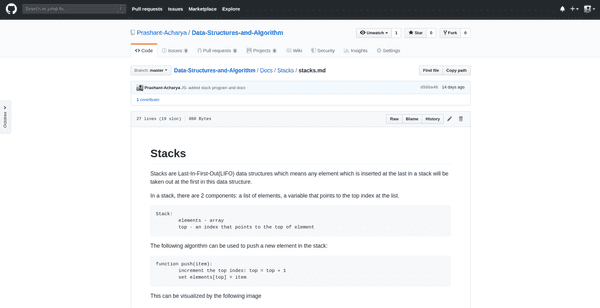 Search or jump to...
Pull requests Issues Marketplace Explore
Prashant-Acharya / Data-Structures-and-Algorithm
Unwatch 1 Star 0 Fork 0
Code Issues 0 Pull requests 0 Projects 0 Wiki Security Insights Settings
Branch: master Data-Structures-and-Algorithm / Docs / Stacks / stacks.md Find file Copy path
Prashant-Acharya JS: added stack program and docs 14 days ago
1 contributor
Octotree
27 lines (19 sloc) 860 Bytes Raw Blame History
Stacks
Stacks are Last-In-First-Out(LIFO) data structures which means any element which is inserted at the last in a stack will be
taken out at the first in this data structure.
In a stack, there are 2 components: a list of elements, a variable that points to the top index at the list.
Stack:
elements - array
top - an index that points to the top of element
The following algorithm can be used to push a new element in the stack:
function push(item):
increment the top index: top = top + 1
set elements[top] = item
This can be visualized by the following image